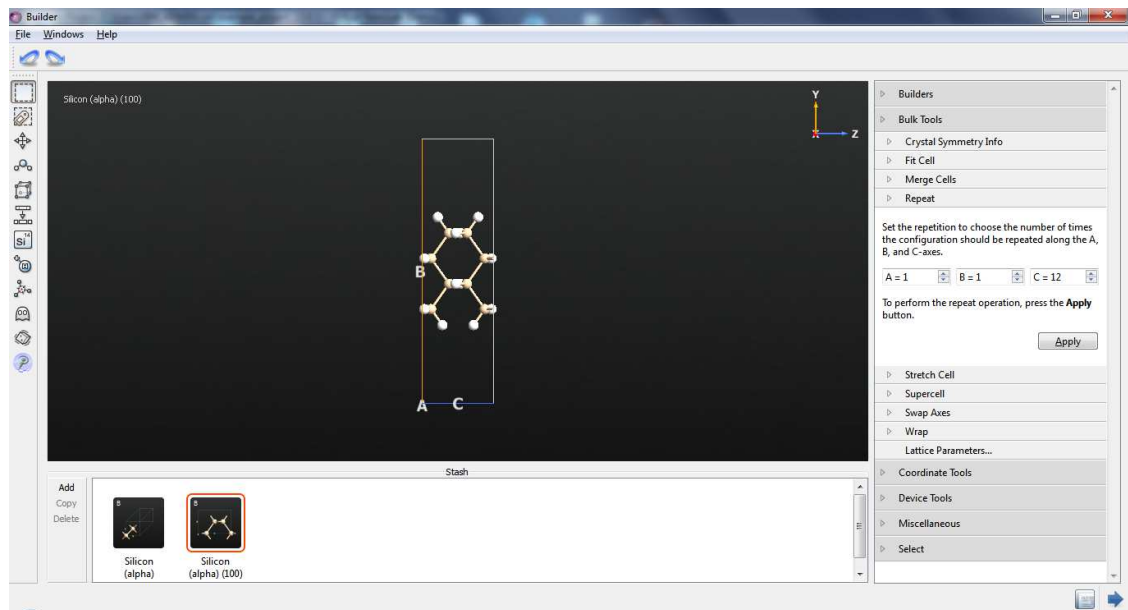 Builder
File Windows Help
Silicon (alpha) (100)
Y
Z
X
B
A
C
Builders
Bulk Tools
Crystal Symmetry Info
Fit Cell
Merge Cells
Repeat
Set the repetition to choose the number of times
the configuration should be repeated along the A,
B, and C-axes.
A = 1 B = 1 C = 12
To perform the repeat operation, press the Apply
button.
Apply
Stretch Cell
Supercell
Swap Axes
Wrap
Lattice Parameters...
Coordinate Tools
Device Tools
Miscellaneous
Select
Stash
Add
Copy
Delete
B
Silicon
(alpha)
B
Silicon
(alpha) (100)
Si